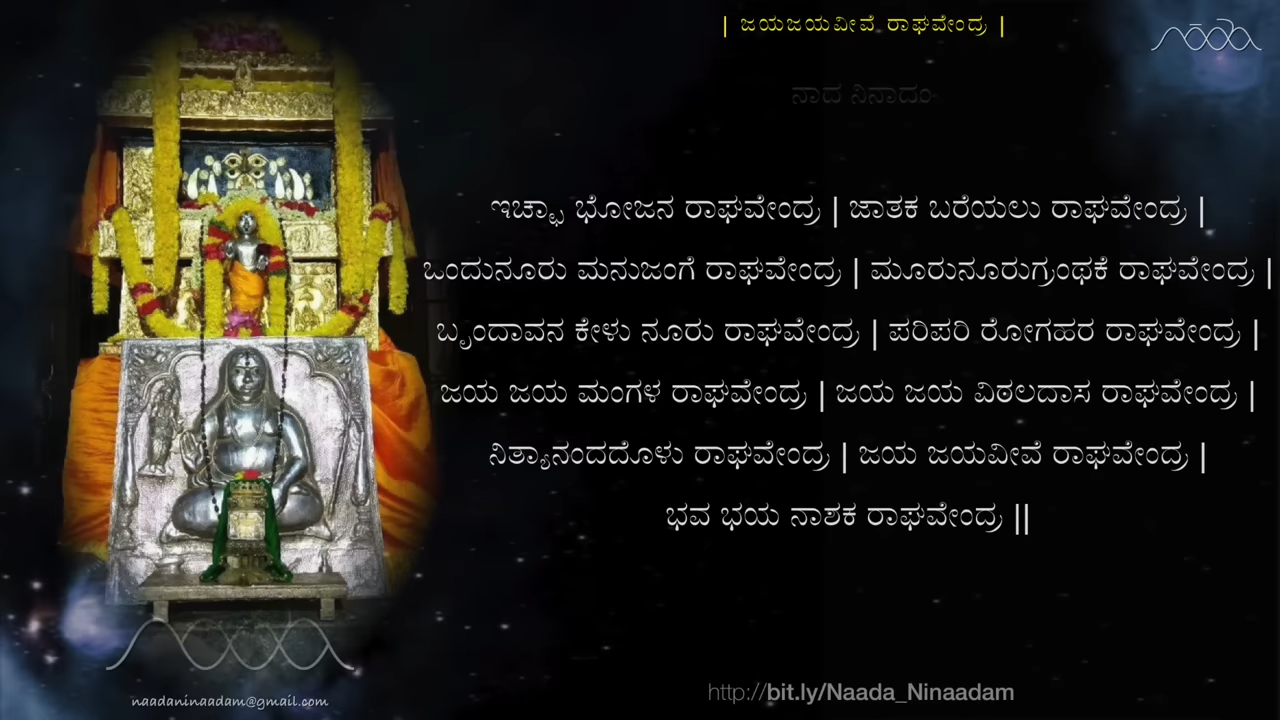 | ಜಯಜಯವೀವೆ ರಾಘವೇಂದ್ರ |
ನಾದ ನಿನಾದಂ
ಇಚ್ಛಾ ಭೋಜನ ರಾಘವೇಂದ್ರ | ಜಾತಕ ಬರೆಯಲು ರಾಘವೇಂದ್ರ |
ಒಂದುನೂರು ಮನುಜಂಗೆ ರಾಘವೇಂದ್ರ | ಮೂರುನೂರುಗ್ರಂಥಕೆ ರಾಘವೇಂದ್ರ |
ಬೃಂದಾವನ ಕೇಳು ನೂರು ರಾಘವೇಂದ್ರ | ಪರಿಪರಿ ರೋಗಹರ ರಾಘವೇಂದ್ರ |
ಜಯ ಜಯ ಮಂಗಳ ರಾಘವೇಂದ್ರ | ಜಯ ಜಯ ವಿಠಲದಾಸ ರಾಘವೇಂದ್ರ |
ನಿತ್ಯಾನಂದದೊಳು ರಾಘವೇಂದ್ರ | ಜಯ ಜಯವೀವೆ ರಾಘವೇಂದ್ರ |
ಭವ ಭಯ ನಾಶಕ ರಾಘವೇಂದ್ರ ||
naadaninaadam@gmail.com
http://bit.ly/Naada_Ninaadam